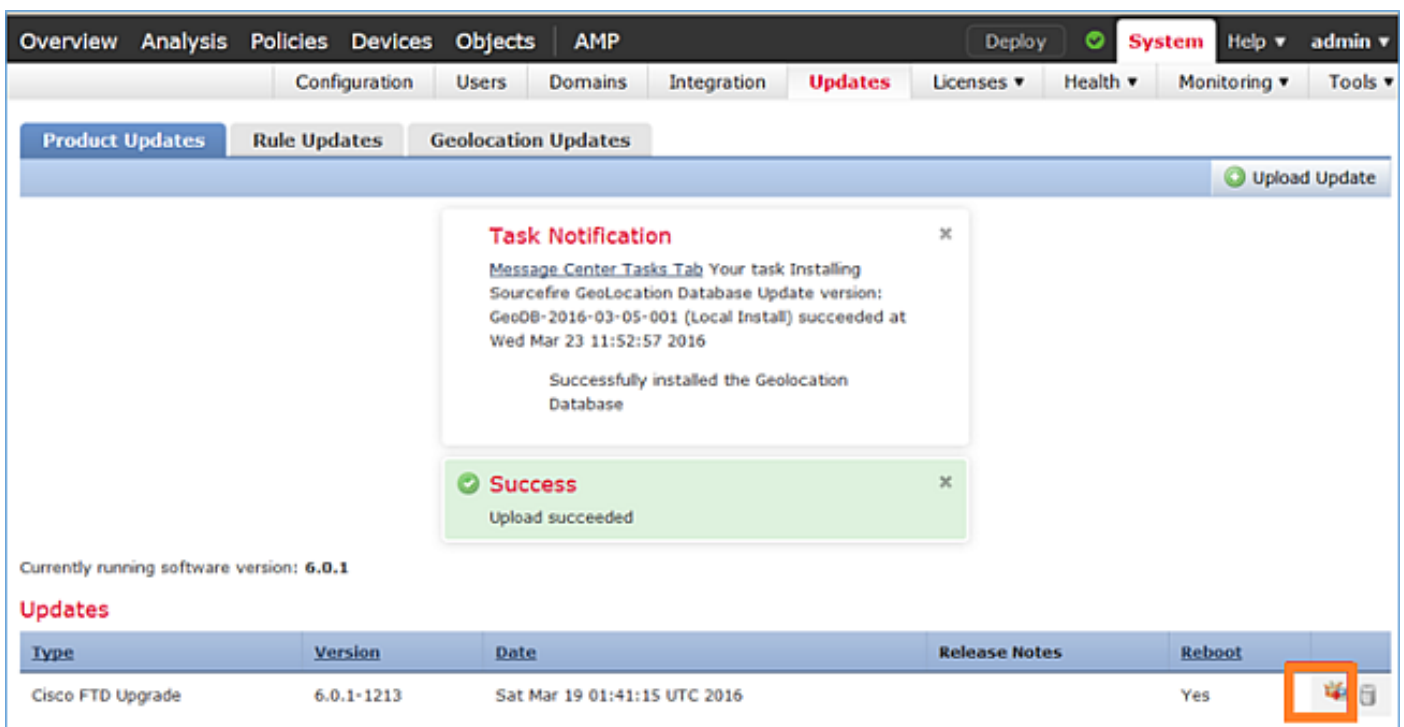 Overview Analysis Policies Devices Objects AMP Deploy System Help ▼ admin ▼
Configuration Users Domains Integration Updates Licenses ▼ Health ▼ Monitoring ▼ Tools ▼
Product Updates Rule Updates Geolocation Updates
Upload Update
Task Notification
Message Center Tasks Tab Your task Installing
Sourcefire GeoLocation Database Update version:
GeoDB-2016-03-05-001 (Local Install) succeeded at
Wed Mar 23 11:52:57 2016
Successfully installed the Geolocation
Database
Success
Upload succeeded
Currently running software version: 6.0.1
Updates
Type Version Date Release Notes Reboot
Cisco FTD Upgrade 6.0.1-1213 Sat Mar 19 01:41:15 UTC 2016 Yes